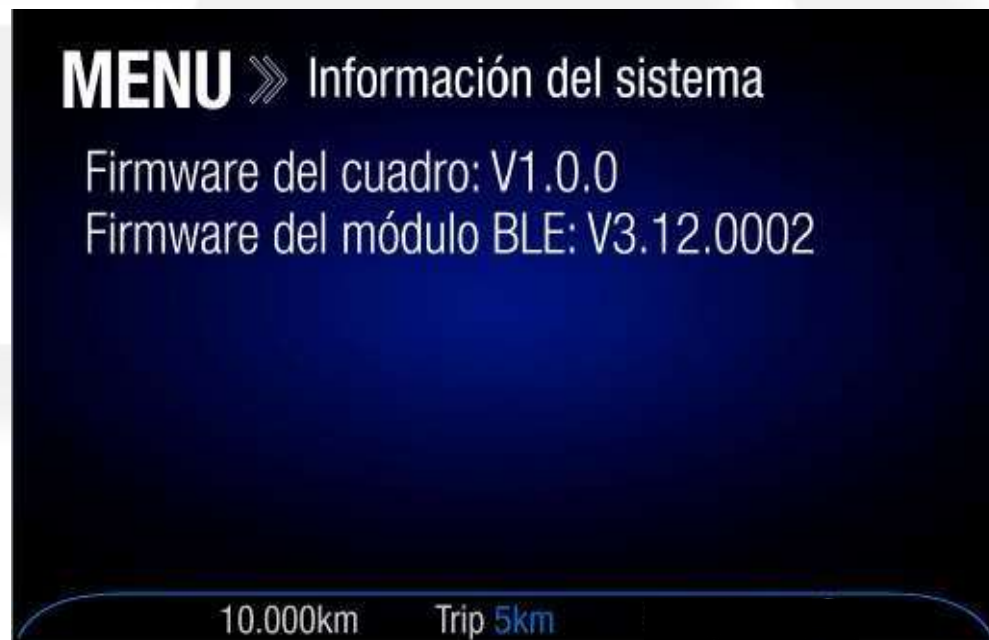 MENU Información del sistema
Firmware del cuadro: V1.0.0
Firmware del módulo BLE: V3.12.0002
10.000km Trip 5km